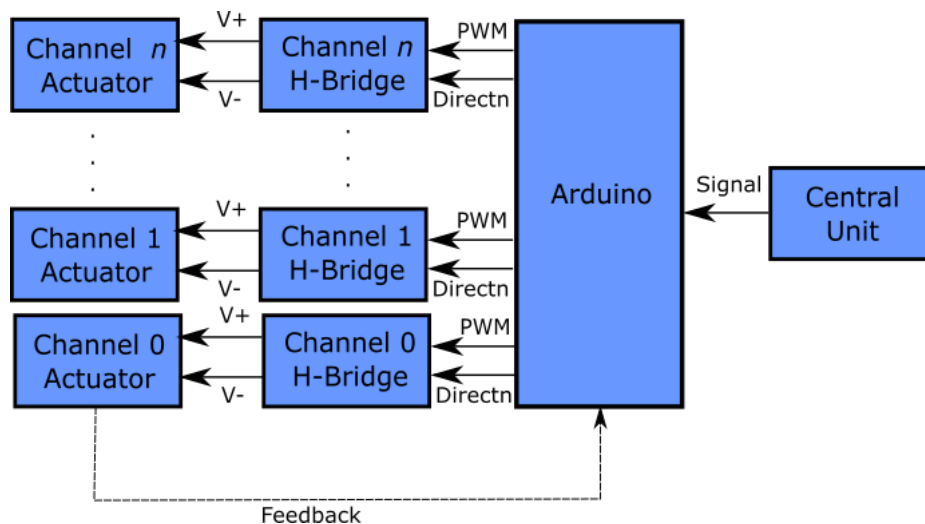 V+
Channel n
Actuator
V-
Channel n
H-Bridge
PWM
Directn
Arduino
Signal
Central
Unit
V+
Channel 1
Actuator
V-
Channel 1
H-Bridge
PWM
Directn
V+
Channel 0
Actuator
V-
Channel 0
H-Bridge
PWM
Directn
Feedback